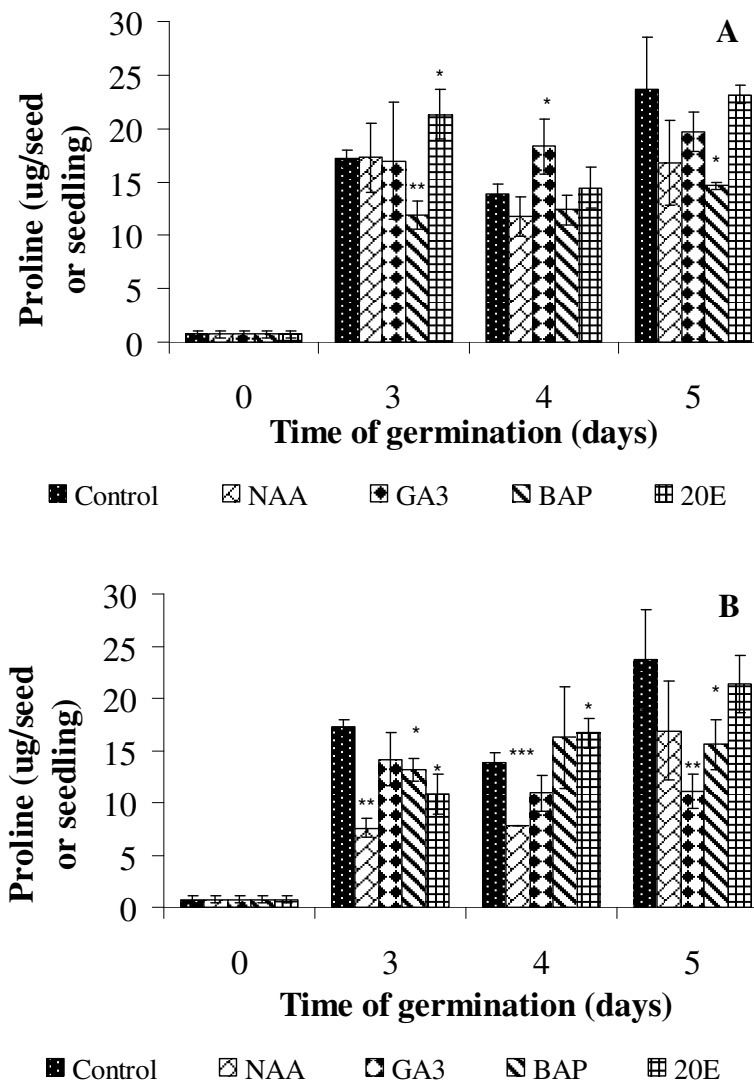 A
30
25
20
15
10
5
0
Proline (ug/seed
or seedling)
*
**
*
*
0 3 4 5
Time of germination (days)
Control NAA GA3 BAP 20E
B
30
25
20
15
10
5
0
Proline (ug/seed
or seedling)
**
*
*
***
*
**
*
0 3 4 5
Time of germination (days)
Control NAA GA3 BAP 20E